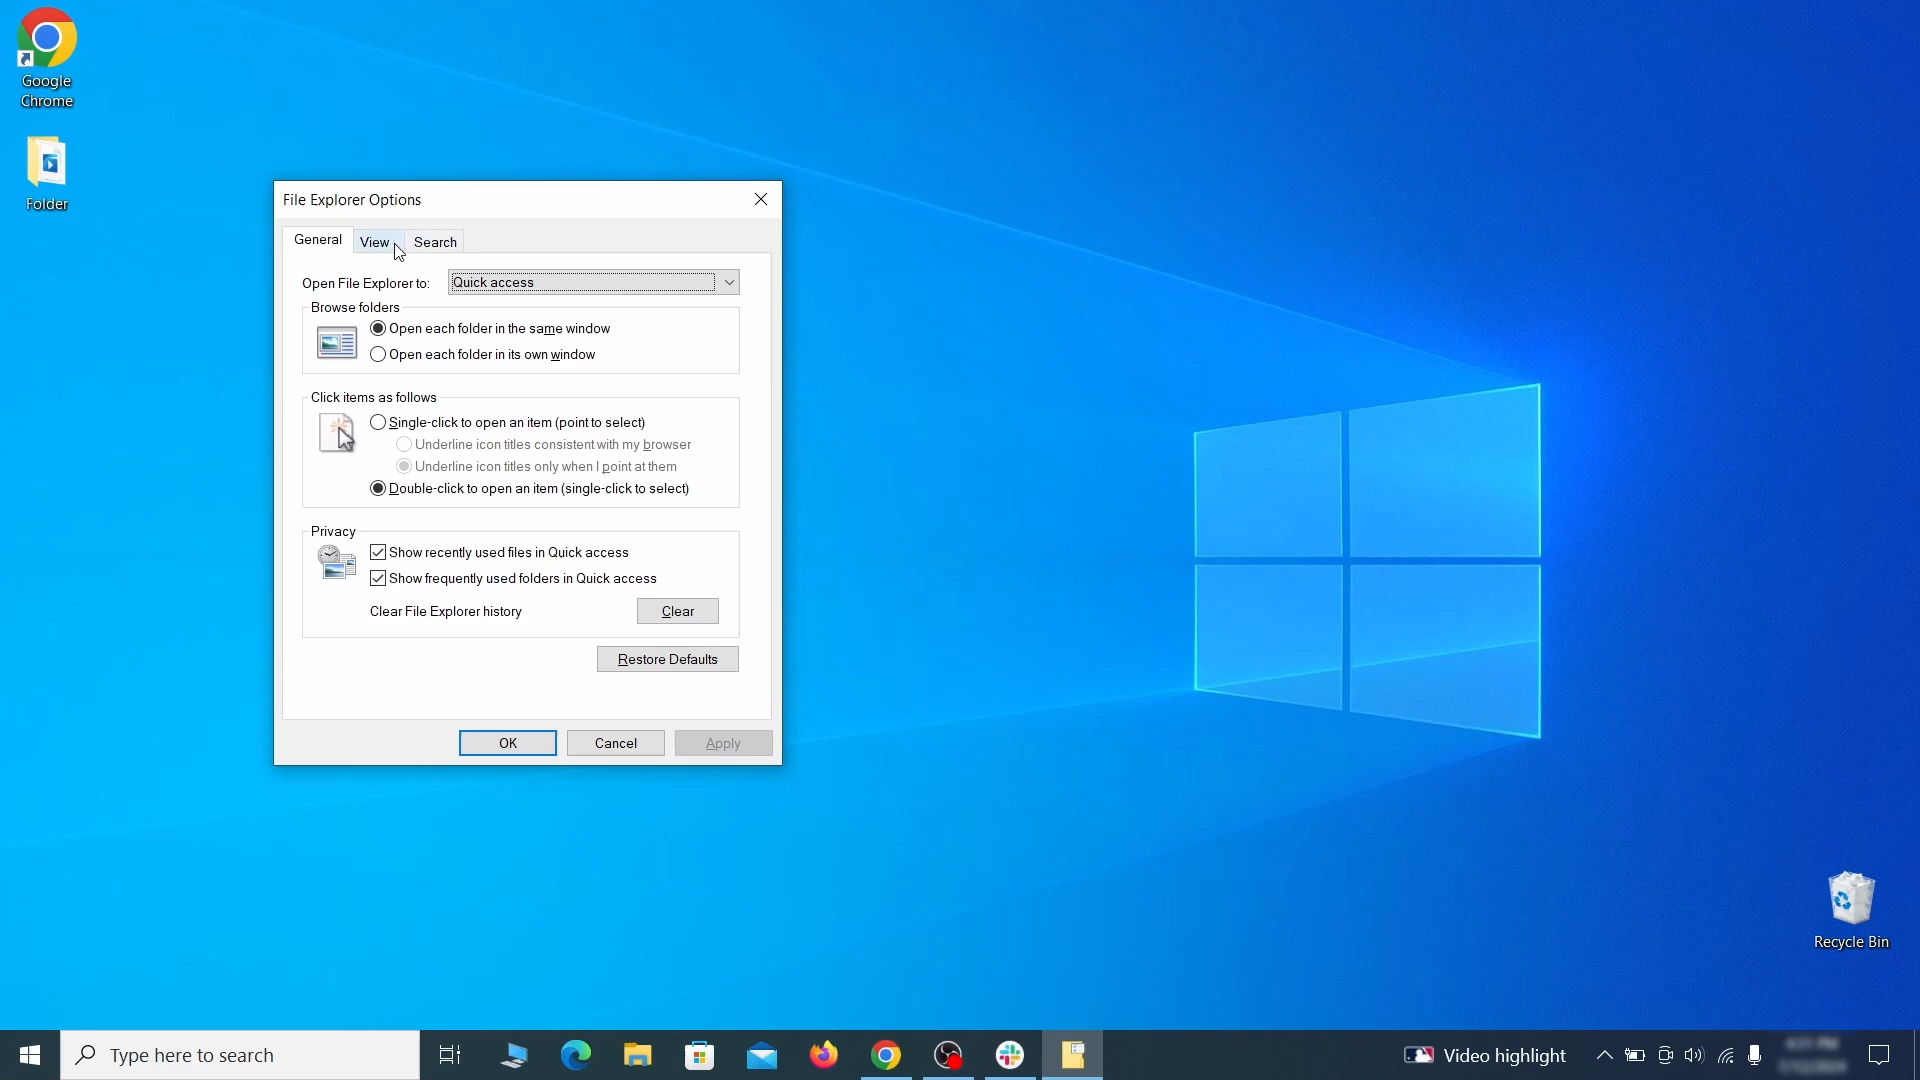 Google
Chrome
Folder
File Explorer Options
General
View
Search
Open File Explorer to:
Quick access
Browse folders
Open each folder in the same window
Open each folder in its own window
Click items as follows
Single-click to open an item (point to select)
Underline icon titles consistent with my browser
Underline icon titles only when I point at them
Double-click to open an item (single-click to select)
Privacy
Show recently used files in Quick access
Show frequently used folders in Quick access
Clear File Explorer history
Clear
Restore Defaults
OK
Cancel
Apply
Recycle Bin
Type here to search
Video highlight